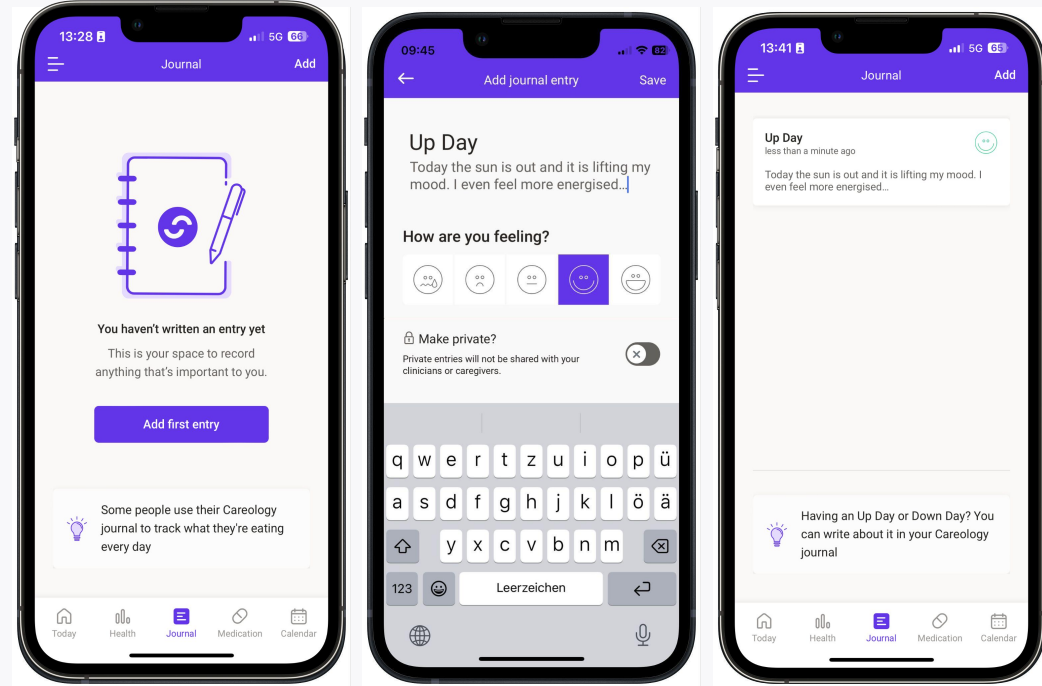 13:28
5G 66
Journal
Add
You haven't written an entry yet
This is your space to record
anything that's important to you.
Add first entry
Some people use their Careology
journal to track what they're eating
every day
Today
Health
Journal
Medication
Calendar
09:45
82
Add journal entry
Save
Up Day
Today the sun is out and it is lifting my
mood. I even feel more energised...
How are you feeling?
Make private?
Private entries will not be shared with your
clinicians or caregivers.
q w e r t z u i o p ü
a s d f g h j k l ö ä
y x c v b n m
123
Leerzeichen
13:41
5G 65
Journal
Add
Up Day
less than a minute ago
Today the sun is out and it is lifting my mood. I
even feel more energised...
Having an Up Day or Down Day? You
can write about it in your Careology
journal
Today
Health
Journal
Medication
Calendar